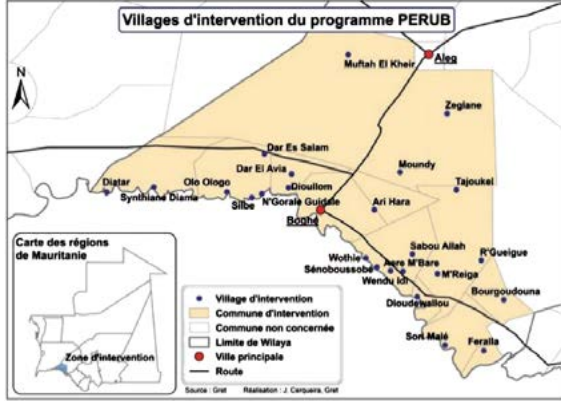 Villages d'intervention du programme PERUB
Aleg
Muftah El Kheir
N
Zeglane
Dar Es Salam
Moundy
Dar El Avia
Tajoukel
Diatar
Olo Ologo
Dioullom
Synthiane Diama
Silbe
N'Gorale Guidale
Ari Hara
Boghé
Sabou Allah
R'Gueigue
Wothie
Aere M'Bare
Sénoboussobe
M'Reiga
Wendu Idi
Bourgoudouna
Dioudewallou
Sori Malé
Feralla
Carte des régions
de Mauritanie
Zone d'intervention
Village d'intervention
Commune d'intervention
Commune non concernée
Limite de Wilaya
Ville principale
Route
Source : Gret Réalisation : J. Cerqueira, Gret